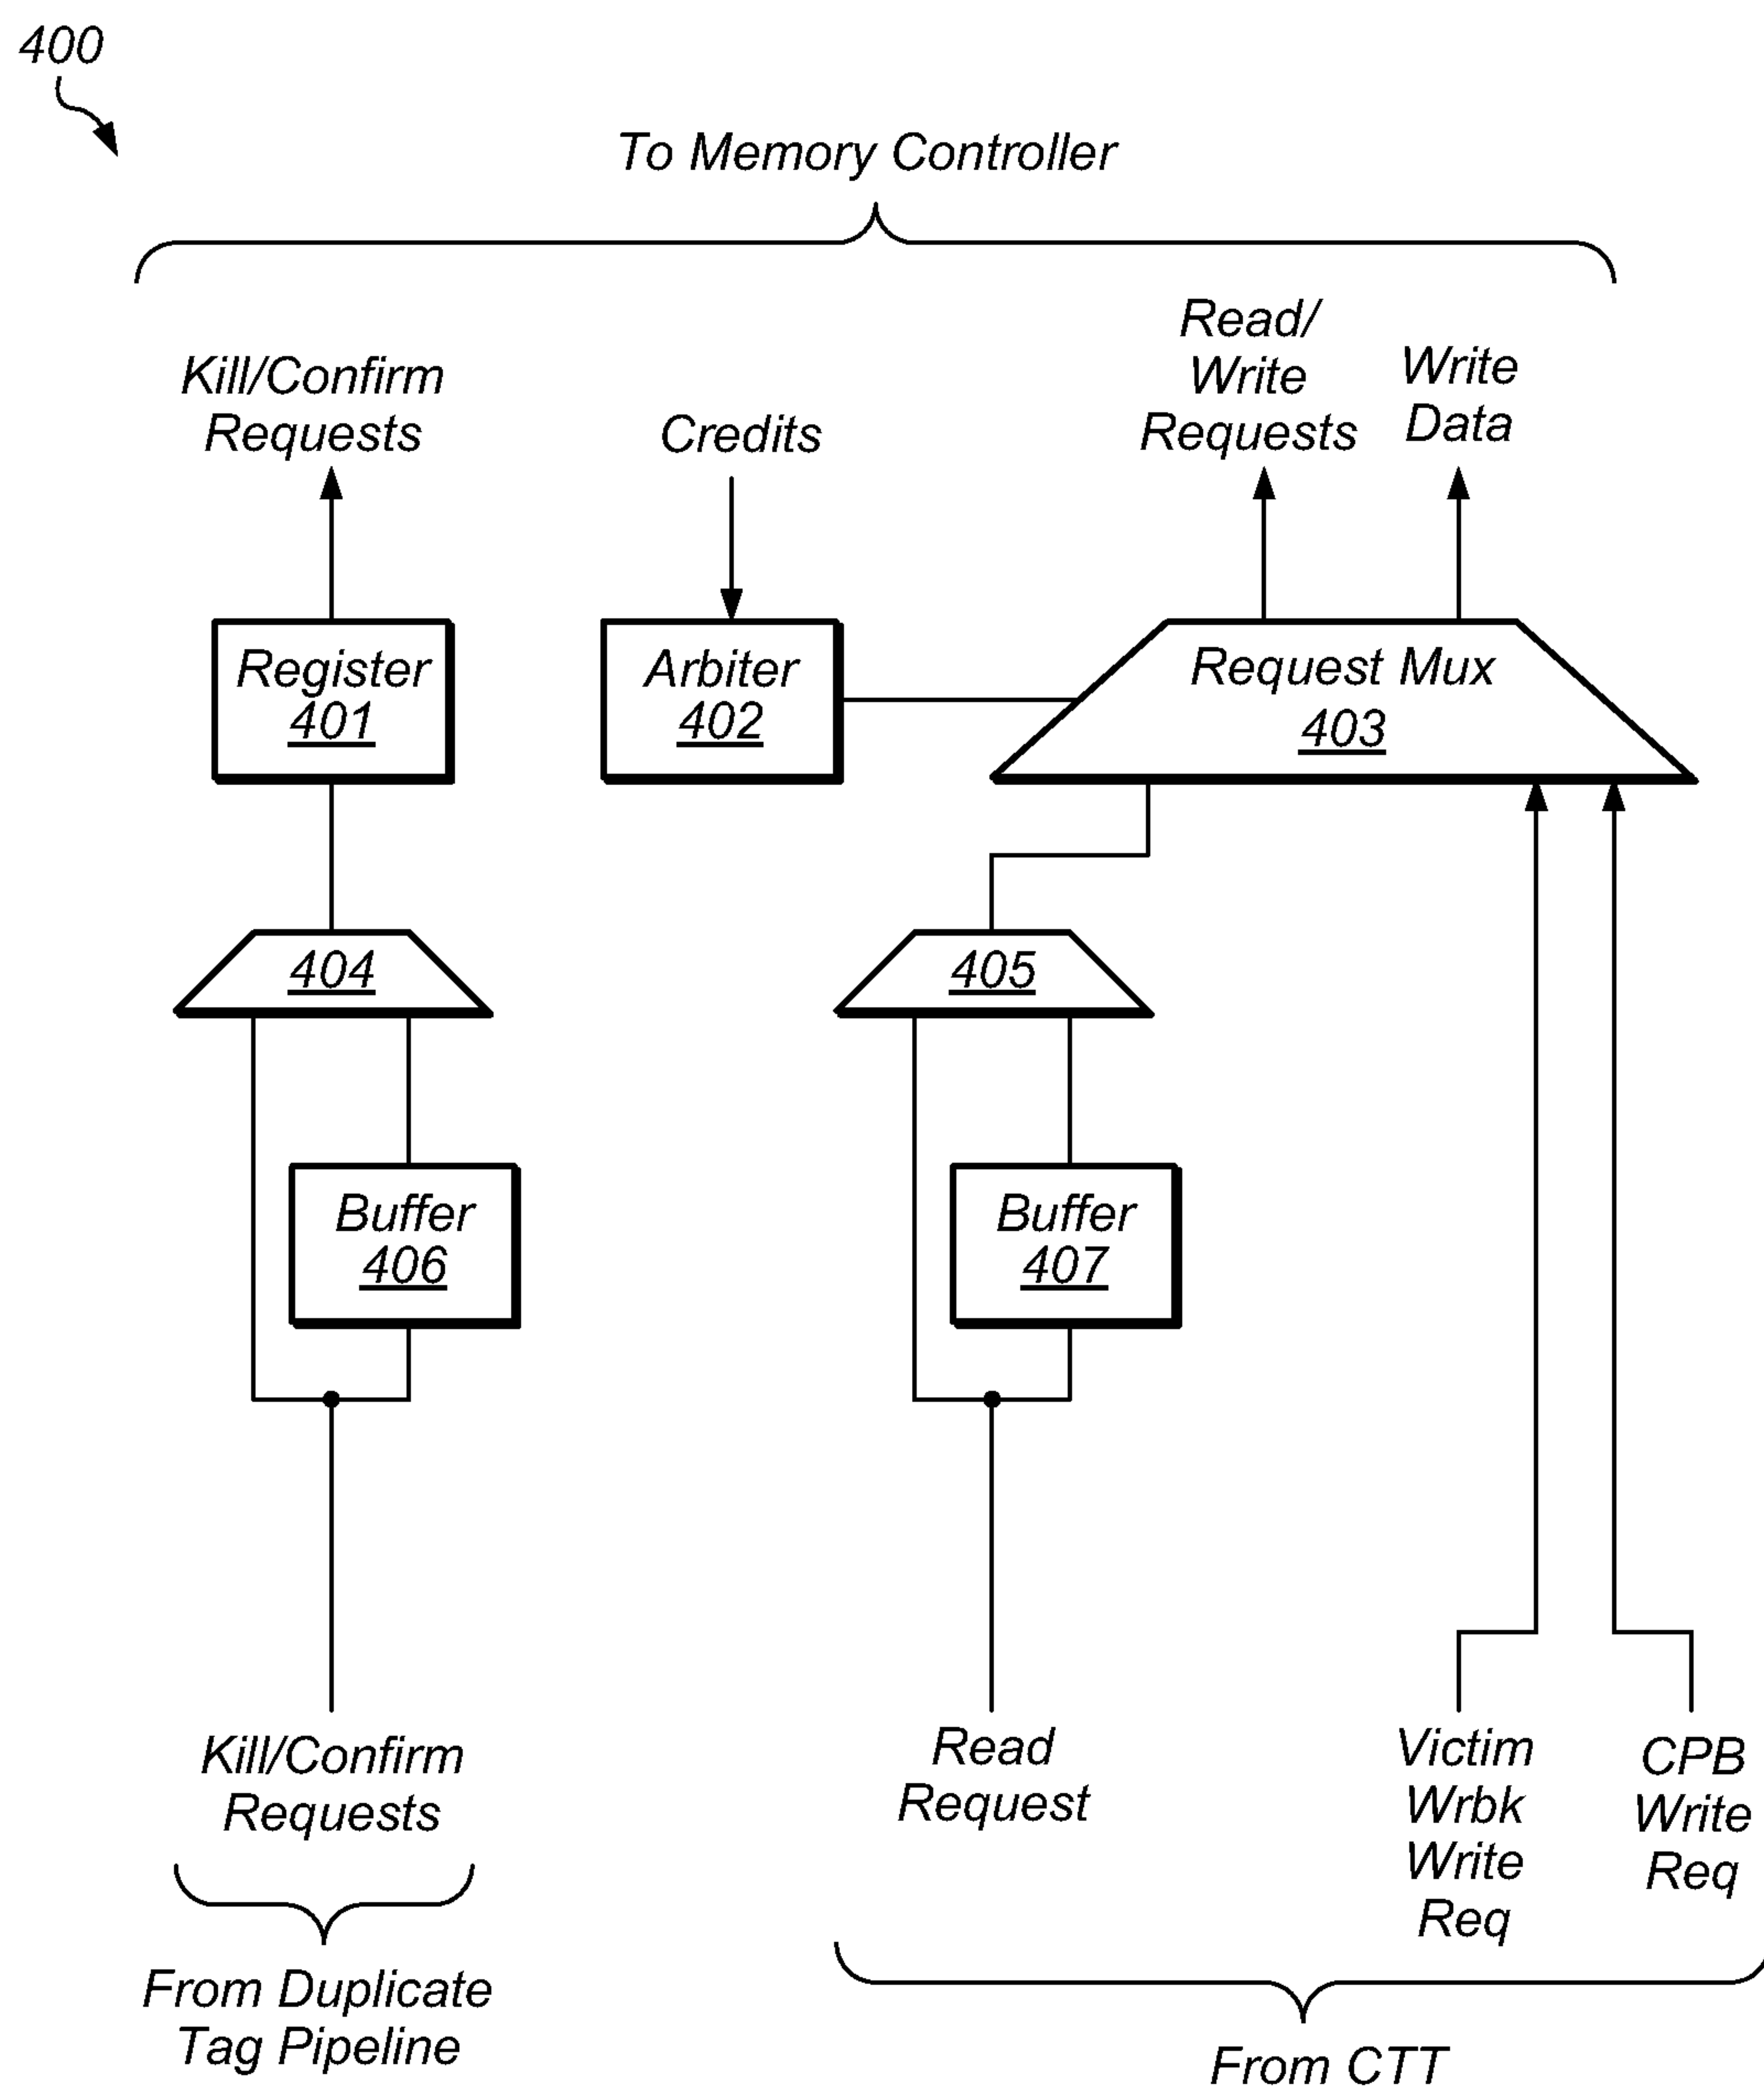 400
To Memory Controller
Kill/Confirm
Requests
Credits
Read/
Write
Requests
Write
Data
Register
401
Arbiter
402
Request Mux
403
404
405
Buffer
406
Buffer
407
Kill/Confirm
Requests
Read
Request
Victim
Wrbk
Write
Req
CPB
Write
Req
From Duplicate
Tag Pipeline
From CTT